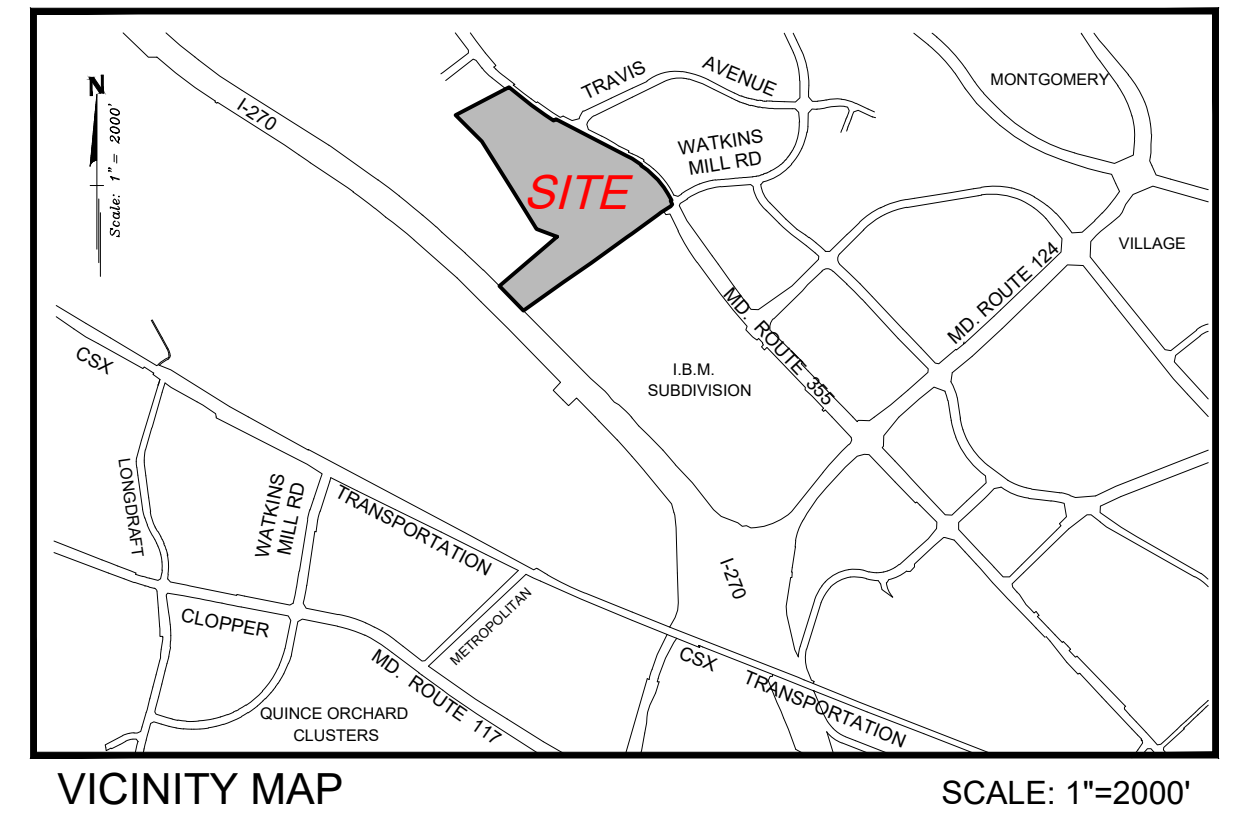 N
Scale: 1" = 2000'
I-270
TRAVIS AVENUE
MONTGOMERY
WATKINS
MILL RD
SITE
VILLAGE
MD. ROUTE 124
MD. ROUTE 355
I.B.M.
SUBDIVISION
CSX
LONGDRAFT
WATKINS
MILL RD
TRANSPORTATION
I-270
CLOPPER
METROPOLITAN
MD. ROUTE 117
CSX TRANSPORTATION
QUINCE ORCHARD
CLUSTERS
VICINITY MAP
SCALE: 1"=2000'